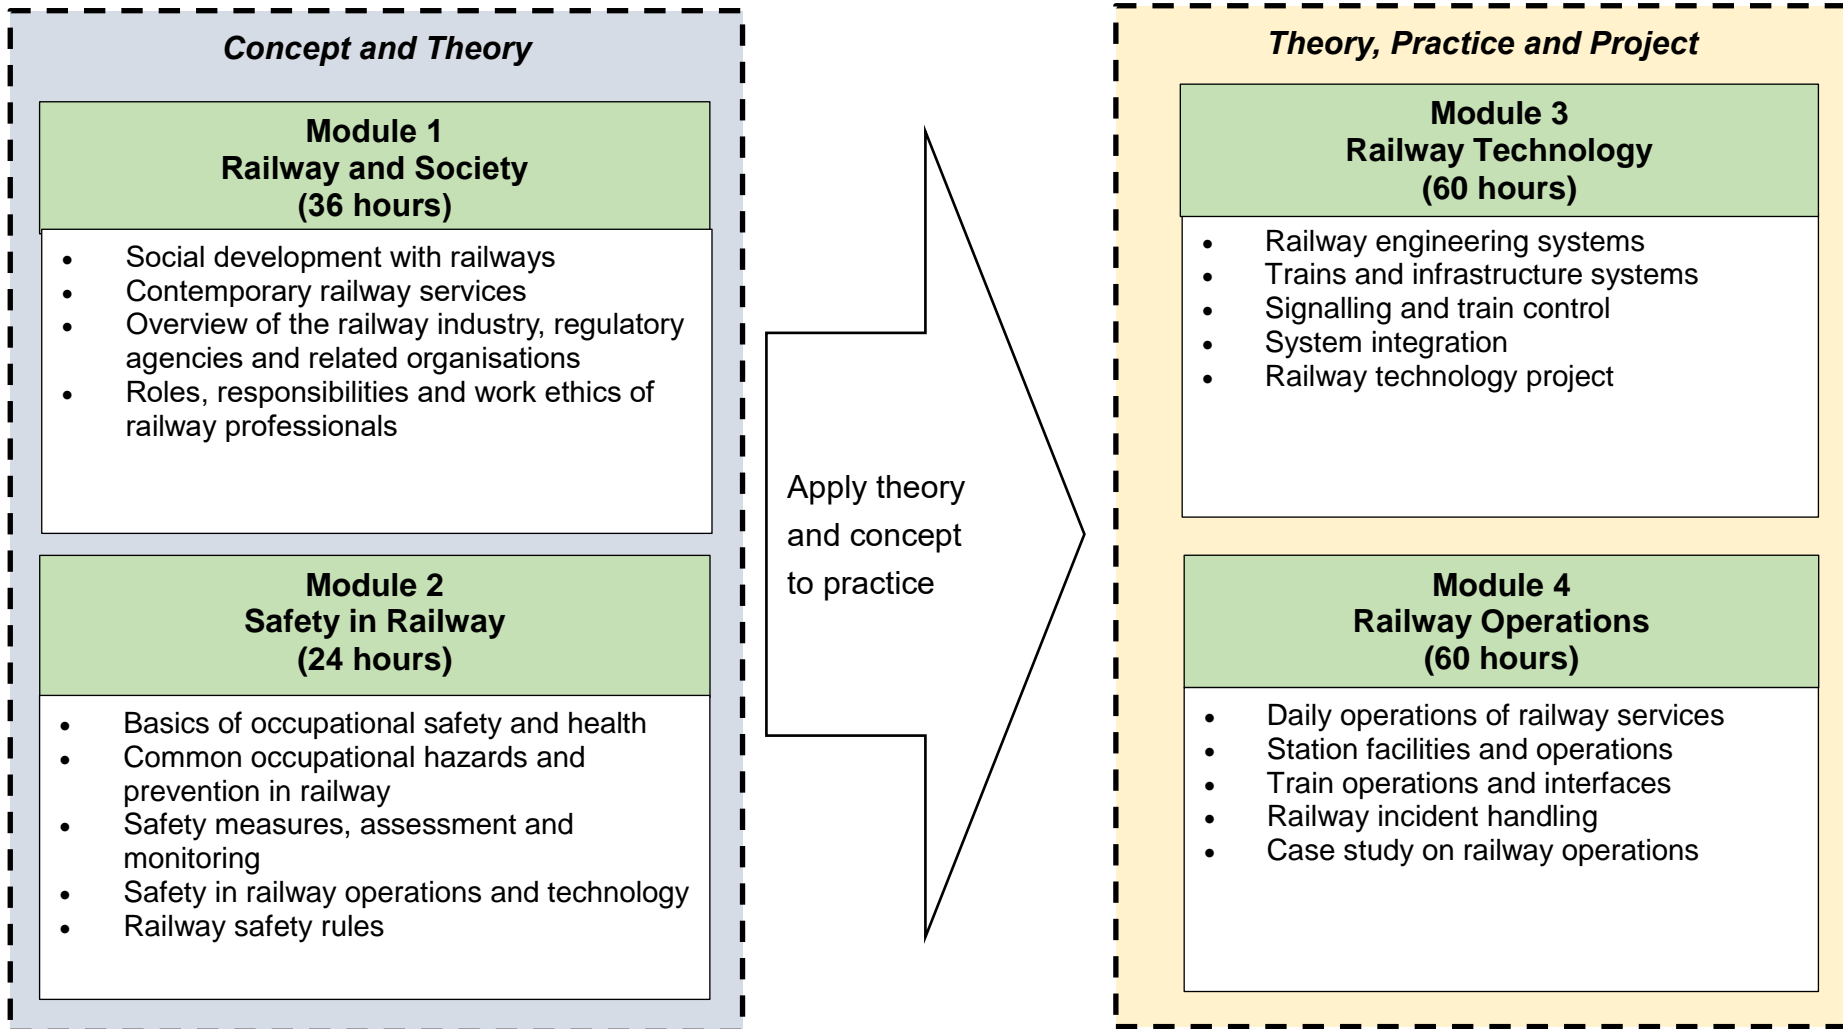 Concept and Theory
Module 1
Railway and Society
(36 hours)
• Social development with railways
• Contemporary railway services
• Overview of the railway industry, regulatory
agencies and related organisations
• Roles, responsibilities and work ethics of
railway professionals
Module 2
Safety in Railway
(24 hours)
• Basics of occupational safety and health
• Common occupational hazards and
prevention in railway
• Safety measures, assessment and
monitoring
• Safety in railway operations and technology
• Railway safety rules
Apply theory
and concept
to practice
Theory, Practice and Project
Module 3
Railway Technology
(60 hours)
• Railway engineering systems
• Trains and infrastructure systems
• Signalling and train control
• System integration
• Railway technology project
Module 4
Railway Operations
(60 hours)
• Daily operations of railway services
• Station facilities and operations
• Train operations and interfaces
• Railway incident handling
• Case study on railway operations